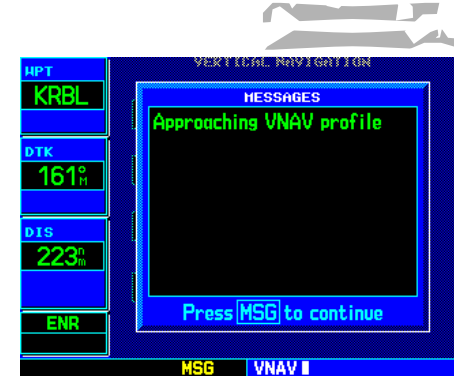 VERTICAL NAVIGATION
WPT
KRBL
DTK
161°M
DIS
223nm
ENR
MESSAGES
Approaching VNAV profile
Press MSG to continue
MSG
VNAV